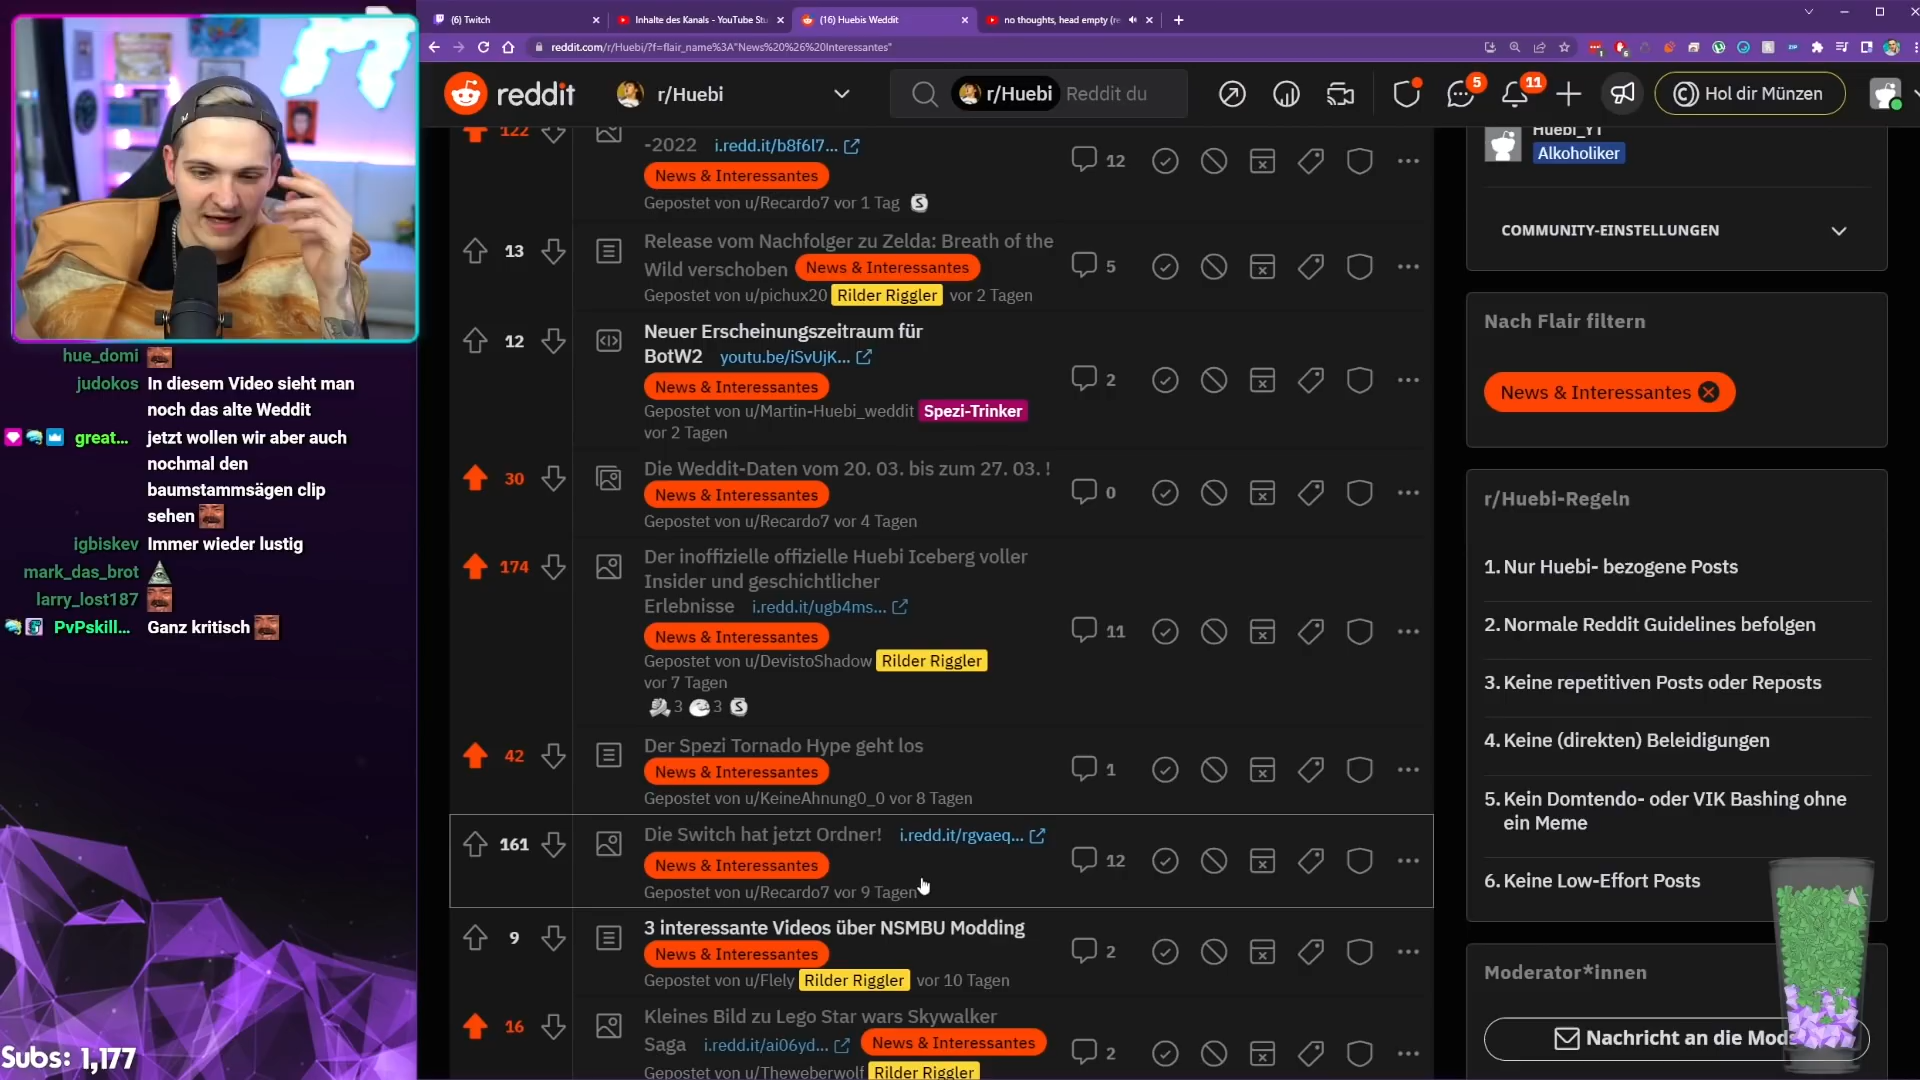 (6) Twitch
Inhalte des Kanals - YouTube Stu
(16) Huebis Weddit
no thoughts, head empty (re
reddit.com/r/Huebi/?f=flair_name%3A"News%20%26%20Interessantes"
reddit
r/Huebi
r/Huebi
Reddit du
5
11
Hol dir Münzen
122
-2022 i.redd.it/b8f6l7...
News & Interessantes
Gepostet von u/Recardo7 vor 1 Tag
12
13
Release vom Nachfolger zu Zelda: Breath of the
Wild verschoben News & Interessantes
Gepostet von u/pichux20 Rilder Riggler vor 2 Tagen
5
12
Neuer Erscheinungszeitraum für
BotW2 youtu.be/iSvUjK...
News & Interessantes
Gepostet von u/Martin-Huebi_weddit Spezi-Trinker
vor 2 Tagen
2
30
Die Weddit-Daten vom 20. 03. bis zum 27. 03. !
News & Interessantes
Gepostet von u/Recardo7 vor 4 Tagen
0
174
Der inoffizielle offizielle Huebi Iceberg voller
Insider und geschichtlicher
Erlebnisse i.redd.it/ugb4ms...
News & Interessantes
Gepostet von u/DevistoShadow Rilder Riggler
vor 7 Tagen
3 3
11
42
Der Spezi Tornado Hype geht los
News & Interessantes
Gepostet von u/KeineAhnung0_0 vor 8 Tagen
1
161
Die Switch hat jetzt Ordner! i.redd.it/rgvaeq...
News & Interessantes
Gepostet von u/Recardo7 vor 9 Tagen
12
9
3 interessante Videos über NSMBU Modding
News & Interessantes
Gepostet von u/Flely Rilder Riggler vor 10 Tagen
2
16
Kleines Bild zu Lego Star wars Skywalker
Saga i.redd.it/ai06yd... News & Interessantes
Gepostet von u/Theweberwolf Rilder Riggler
2
Huebi_YT
Alkoholiker
COMMUNITY-EINSTELLUNGEN
Nach Flair filtern
News & Interessantes
r/Huebi-Regeln
1. Nur Huebi- bezogene Posts
2. Normale Reddit Guidelines befolgen
3. Keine repetitiven Posts oder Reposts
4. Keine (direkten) Beleidigungen
5. Kein Domtendo- oder VIK Bashing ohne
ein Meme
6. Keine Low-Effort Posts
Moderator*innen
Nachricht an die Mods
hue_domi
judokos In diesem Video sieht man
noch das alte Weddit
great... jetzt wollen wir aber auch
nochmal den
baumstammsägen clip
sehen
igbiskev Immer wieder lustig
mark_das_brot
larry_lost187
PvPskill... Ganz kritisch
Subs: 1,177